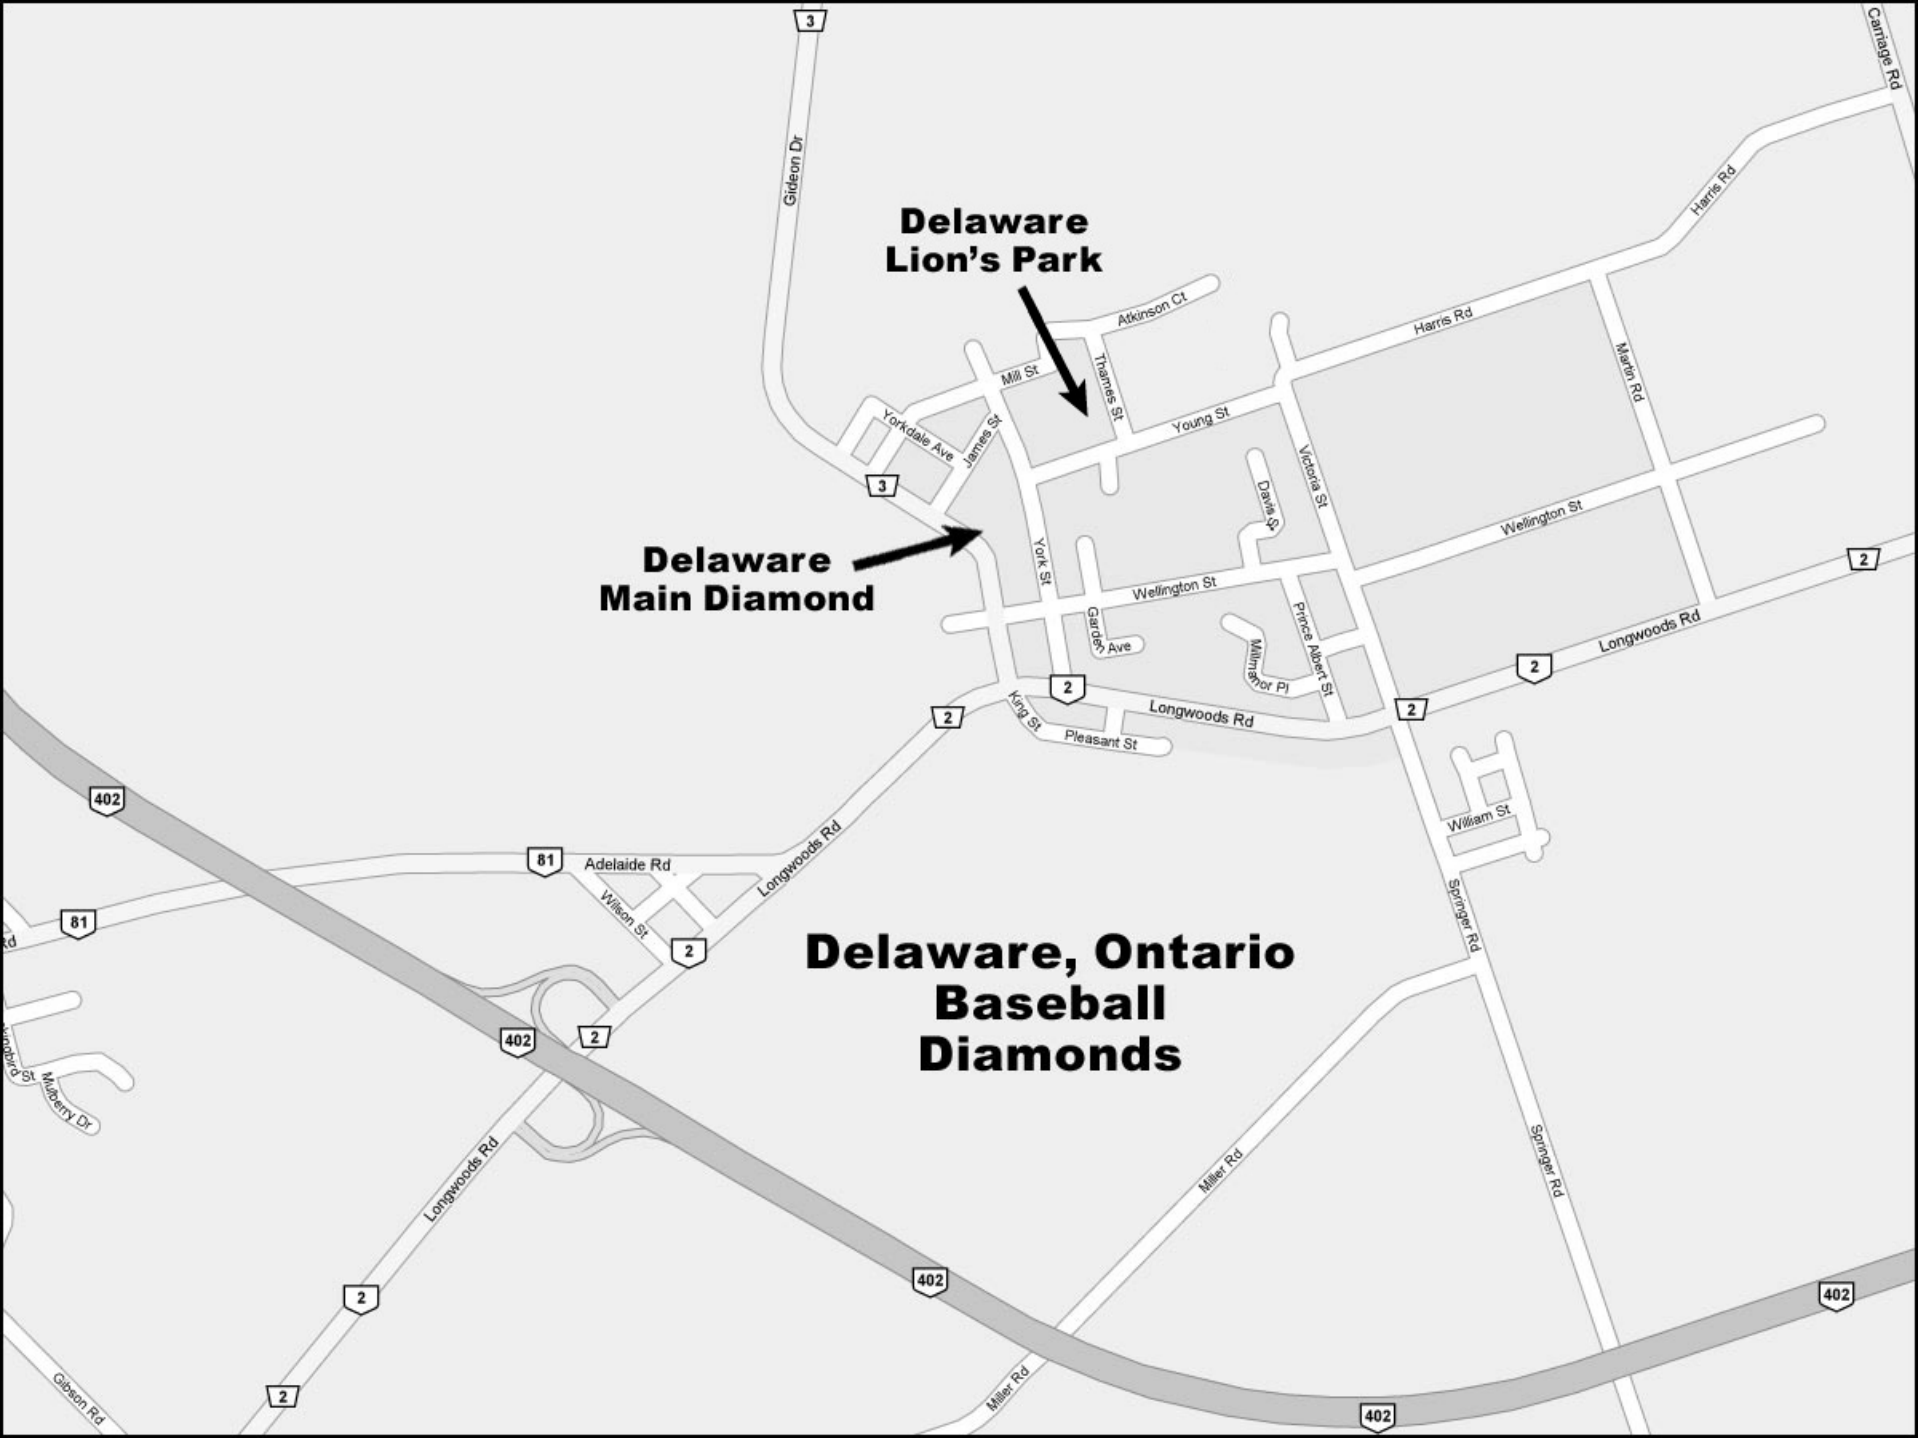 3
Carriage Rd
Gideon Dr
Harris Rd
Delaware
Lion's Park
Atkinson Ct
Harris Rd
Mill St
Thames St
Martin Rd
Young St
Yorkdale Ave
James St
3
Victoria St
Davis St
Wellington St
Delaware
Main Diamond
York St
Wellington St
2
Garden Ave
Prince Albert St
Longwoods Rd
Millmanor Pl
2
2
King St
2
Longwoods Rd
2
Pleasant St
402
William St
Longwoods Rd
81
Adelaide Rd
Wilson St
81
Rd
2
Springer Rd
Delaware, Ontario
Baseball
Diamonds
402
2
St
Mulberry Dr
Longwoods Rd
Miller Rd
Springer Rd
402
2
402
2
Gibson Rd
Miller Rd
402